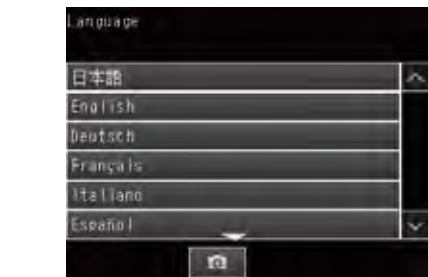 Language
日本語
English
Deutsch
Français
Italiano
Español